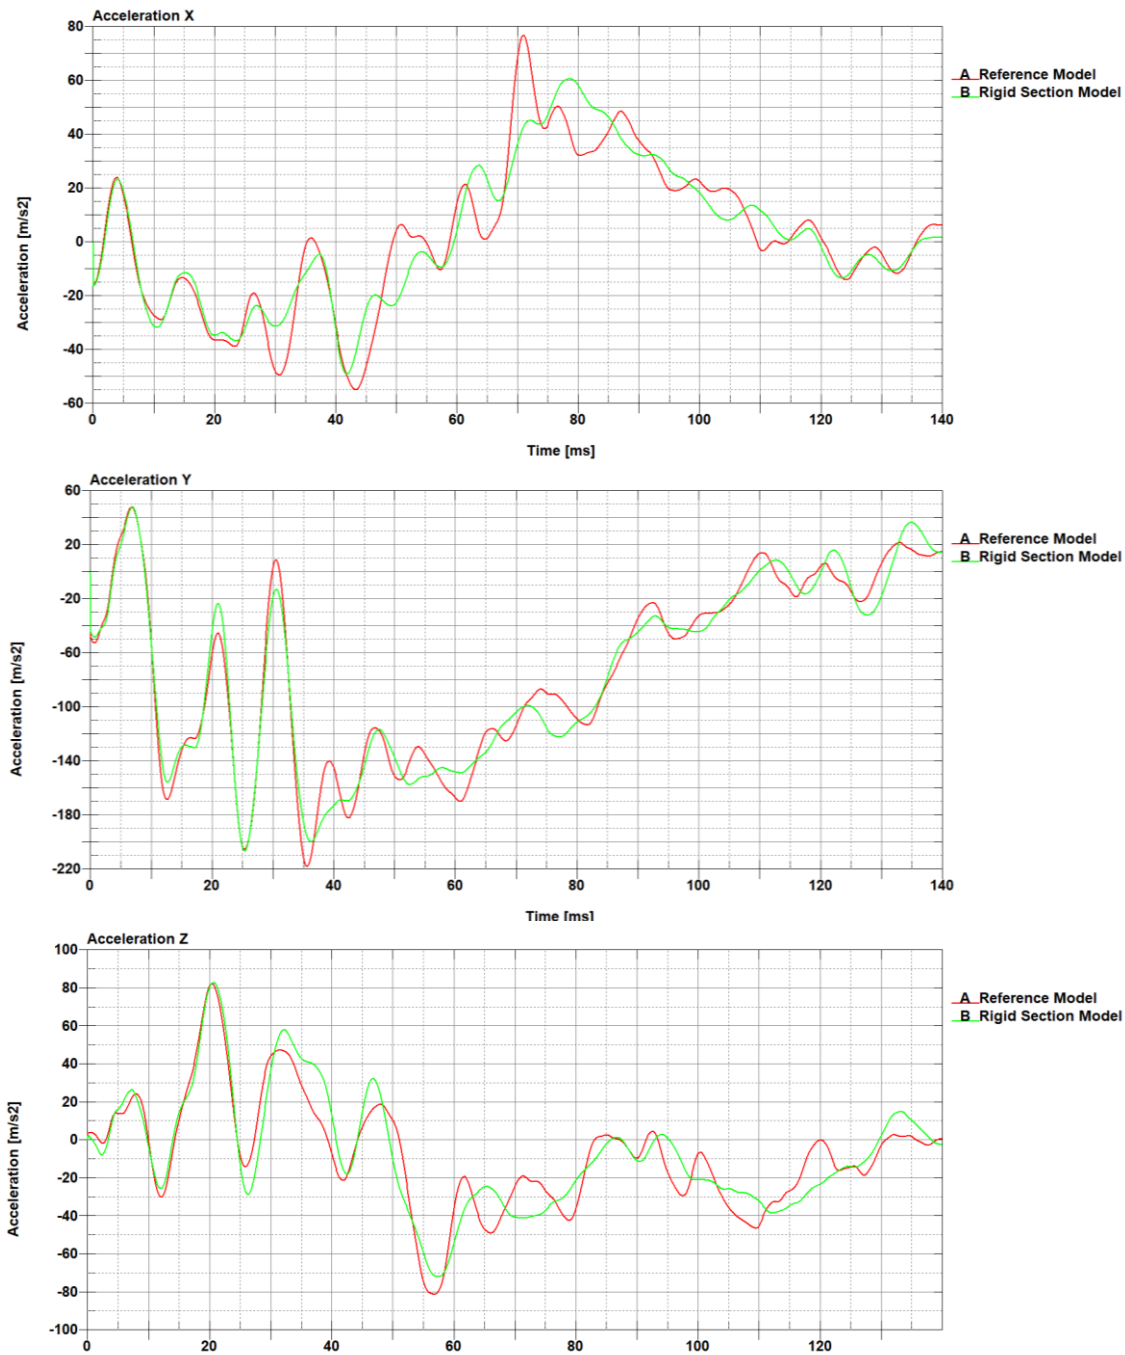 Acceleration X
80
60
40
20
0
-20
-40
-60
0 20 40 60 80 100 120 140
Acceleration [m/s2]
Time [ms]
A Reference Model
B Rigid Section Model
Acceleration Y
60
20
-20
-60
-100
-140
-180
-220
0 20 40 60 80 100 120 140
Acceleration [m/s2]
Time [ms]
A Reference Model
B Rigid Section Model
Acceleration Z
100
80
60
40
20
0
-20
-40
-60
-80
-100
0 20 40 60 80 100 120 140
Acceleration [m/s2]
A Reference Model
B Rigid Section Model